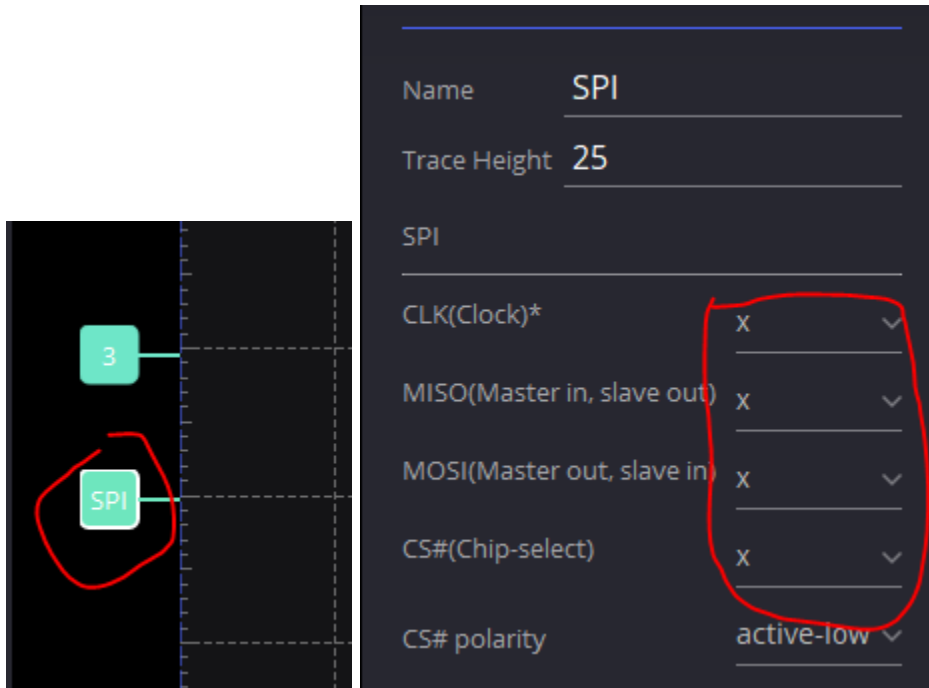 3
SPI
Name SPI
Trace Height 25
SPI
CLK(Clock)* x
MISO(Master in, slave out) x
MOSI(Master out, slave in) x
CS#(Chip-select) x
CS# polarity active-low